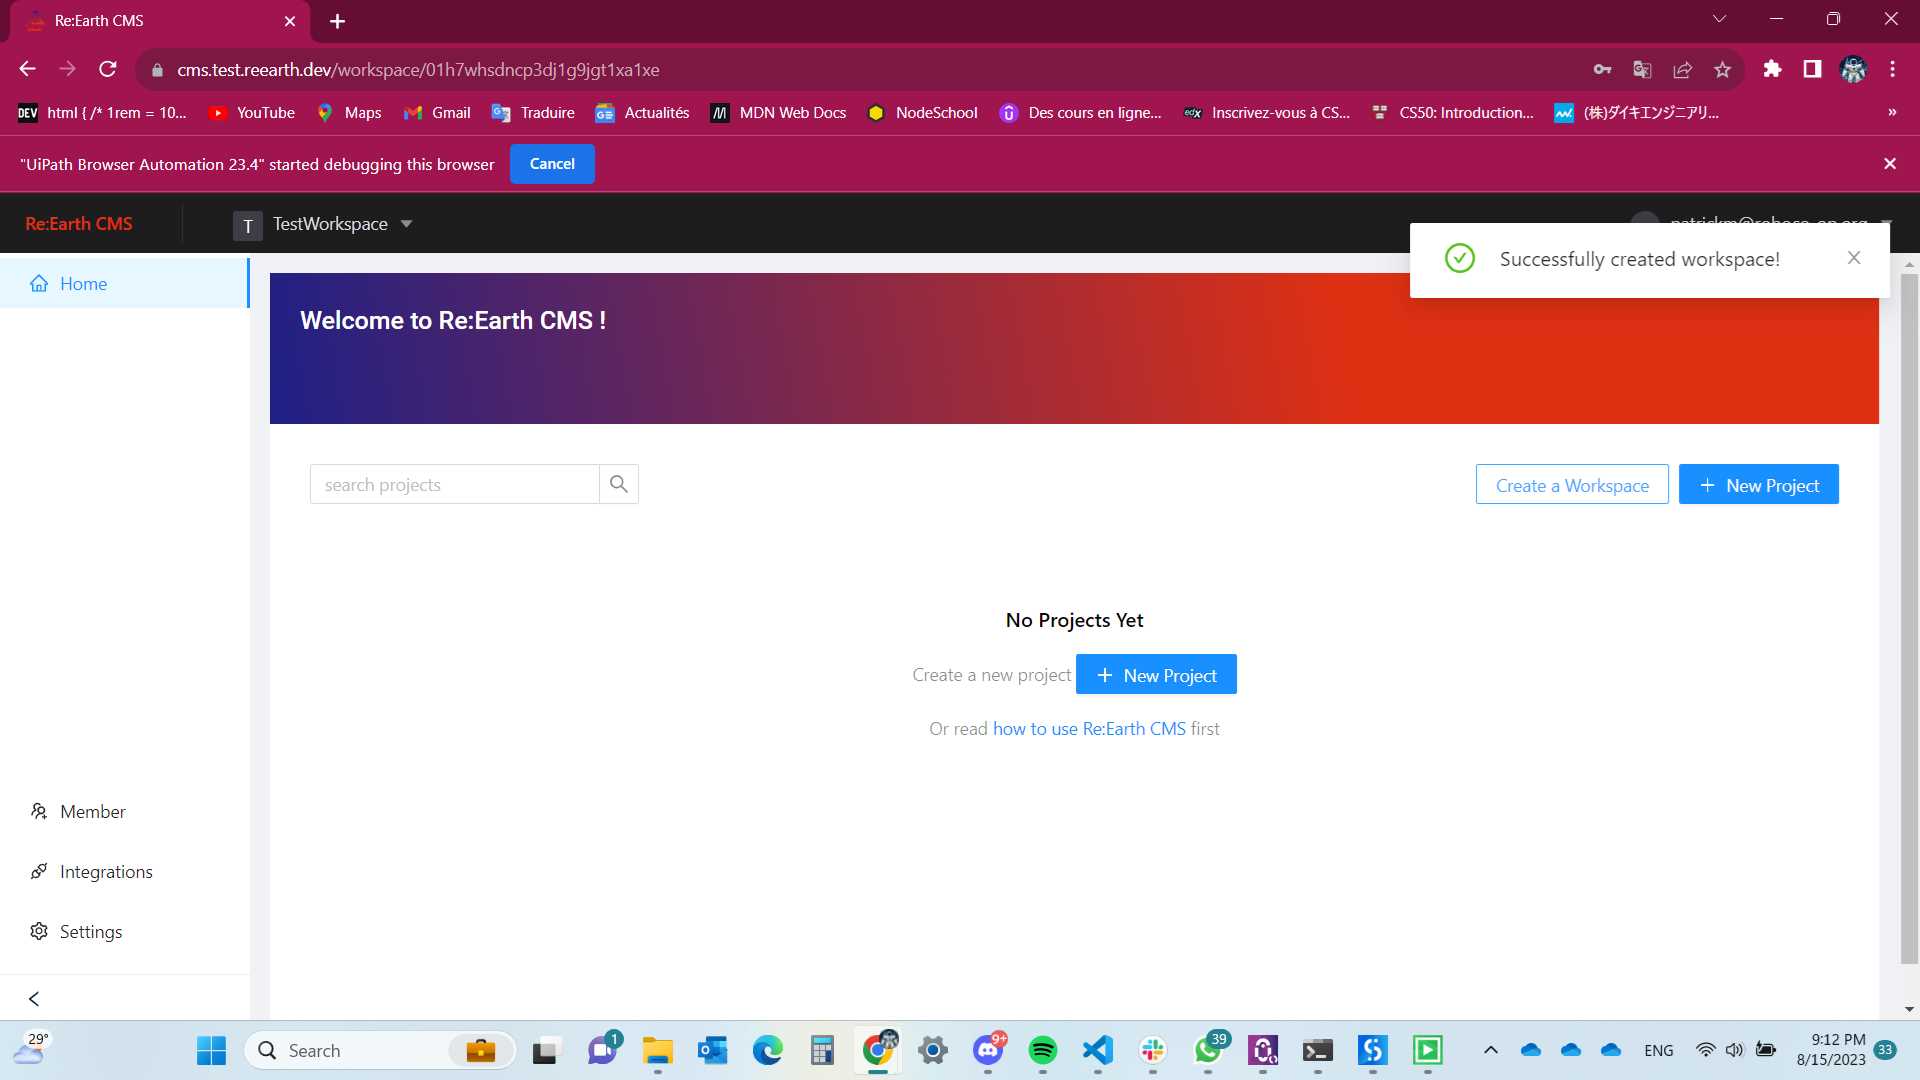 Re:Earth CMS
cms.test.reearth.dev/workspace/01h7whsdncp3dj1g9jgt1xa1xe
DEV html { /* 1rem = 10... YouTube Maps Gmail Traduire Actualités MDN Web Docs NodeSchool Des cours en ligne... edX Inscrivez-vous à CS... CS50: Introduction... (株)ダイキエンジニアリ... »
"UiPath Browser Automation 23.4" started debugging this browser Cancel
Re:Earth CMS T TestWorkspace
Successfully created workspace!
Home
Welcome to Re:Earth CMS !
search projects
Create a Workspace
+ New Project
No Projects Yet
Create a new project + New Project
Or read how to use Re:Earth CMS first
Member
Integrations
Settings
29°
Search
1
9+
39
ENG
9:12 PM
8/15/2023
33